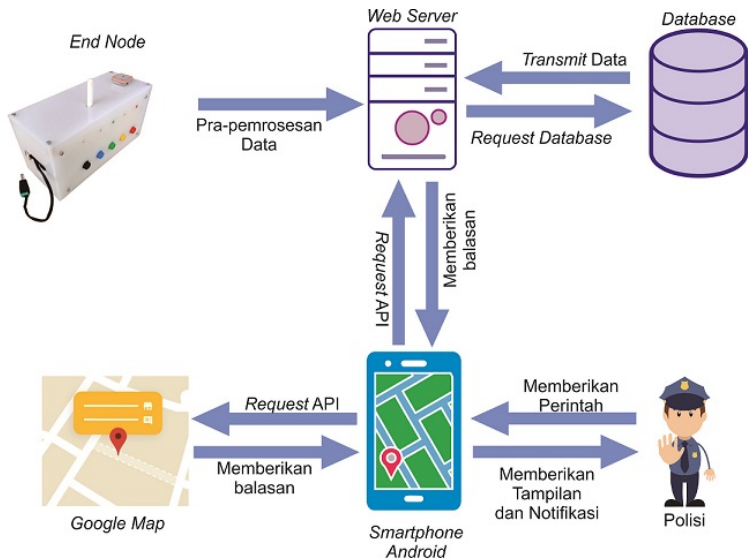 Web Server
Database
End Node
Transmit Data
Pra-pemrosesan
Data
Request Database
Request API
Memberikan
balasan
Request API
Memberikan
Perintah
Memberikan
balasan
Memberikan
Tampilan
dan Notifikasi
Google Map
Smartphone
Android
Polisi